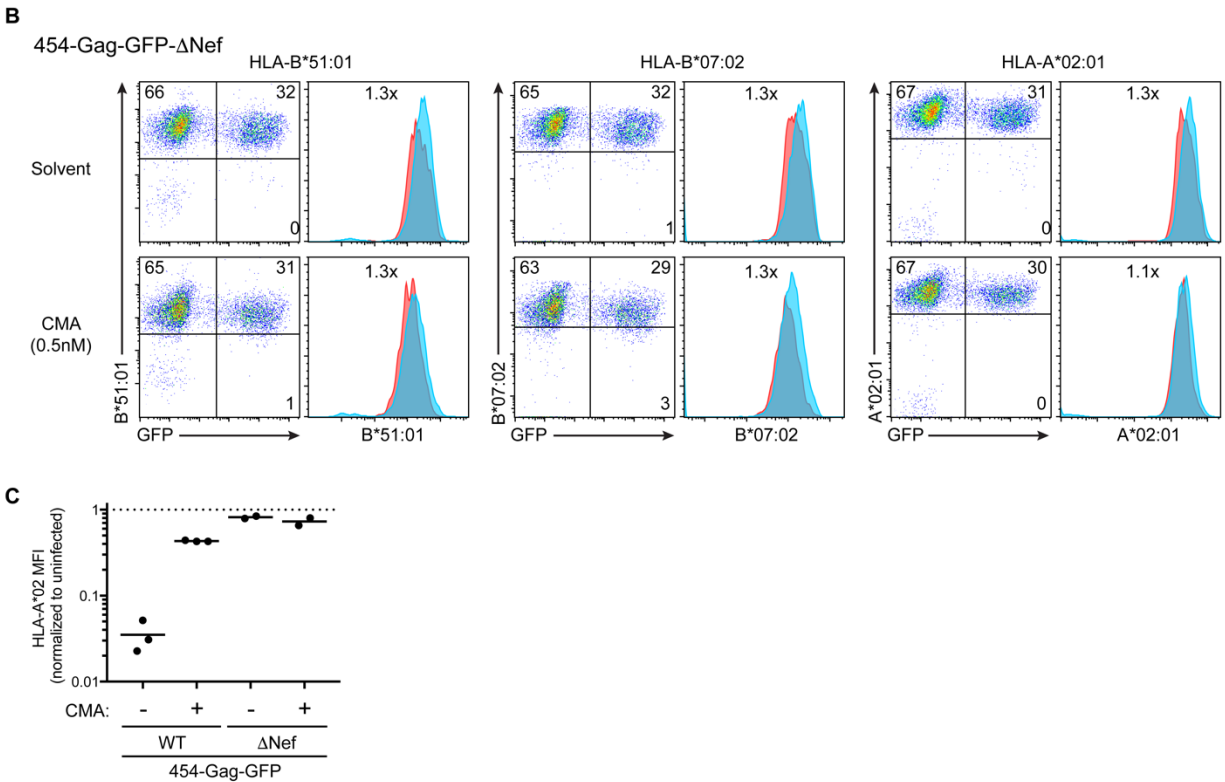 B
454-Gag-GFP-ΔNef
HLA-B*51:01 HLA-B*07:02 HLA-A*02:01
Solvent
66 32 1.3x 65 32 1.3x 67 31 1.3x
0 1 0
CMA
(0.5nM)
65 31 1.3x 63 29 1.3x 67 30 1.1x
1 3 0
B*51:01 B*07:02 A*02:01
GFP B*51:01 GFP B*07:02 GFP A*02:01
C
HLA-A*02 MFI
(normalized to uninfected)
1
0.1
0.01
CMA: - + - +
WT ΔNef
454-Gag-GFP